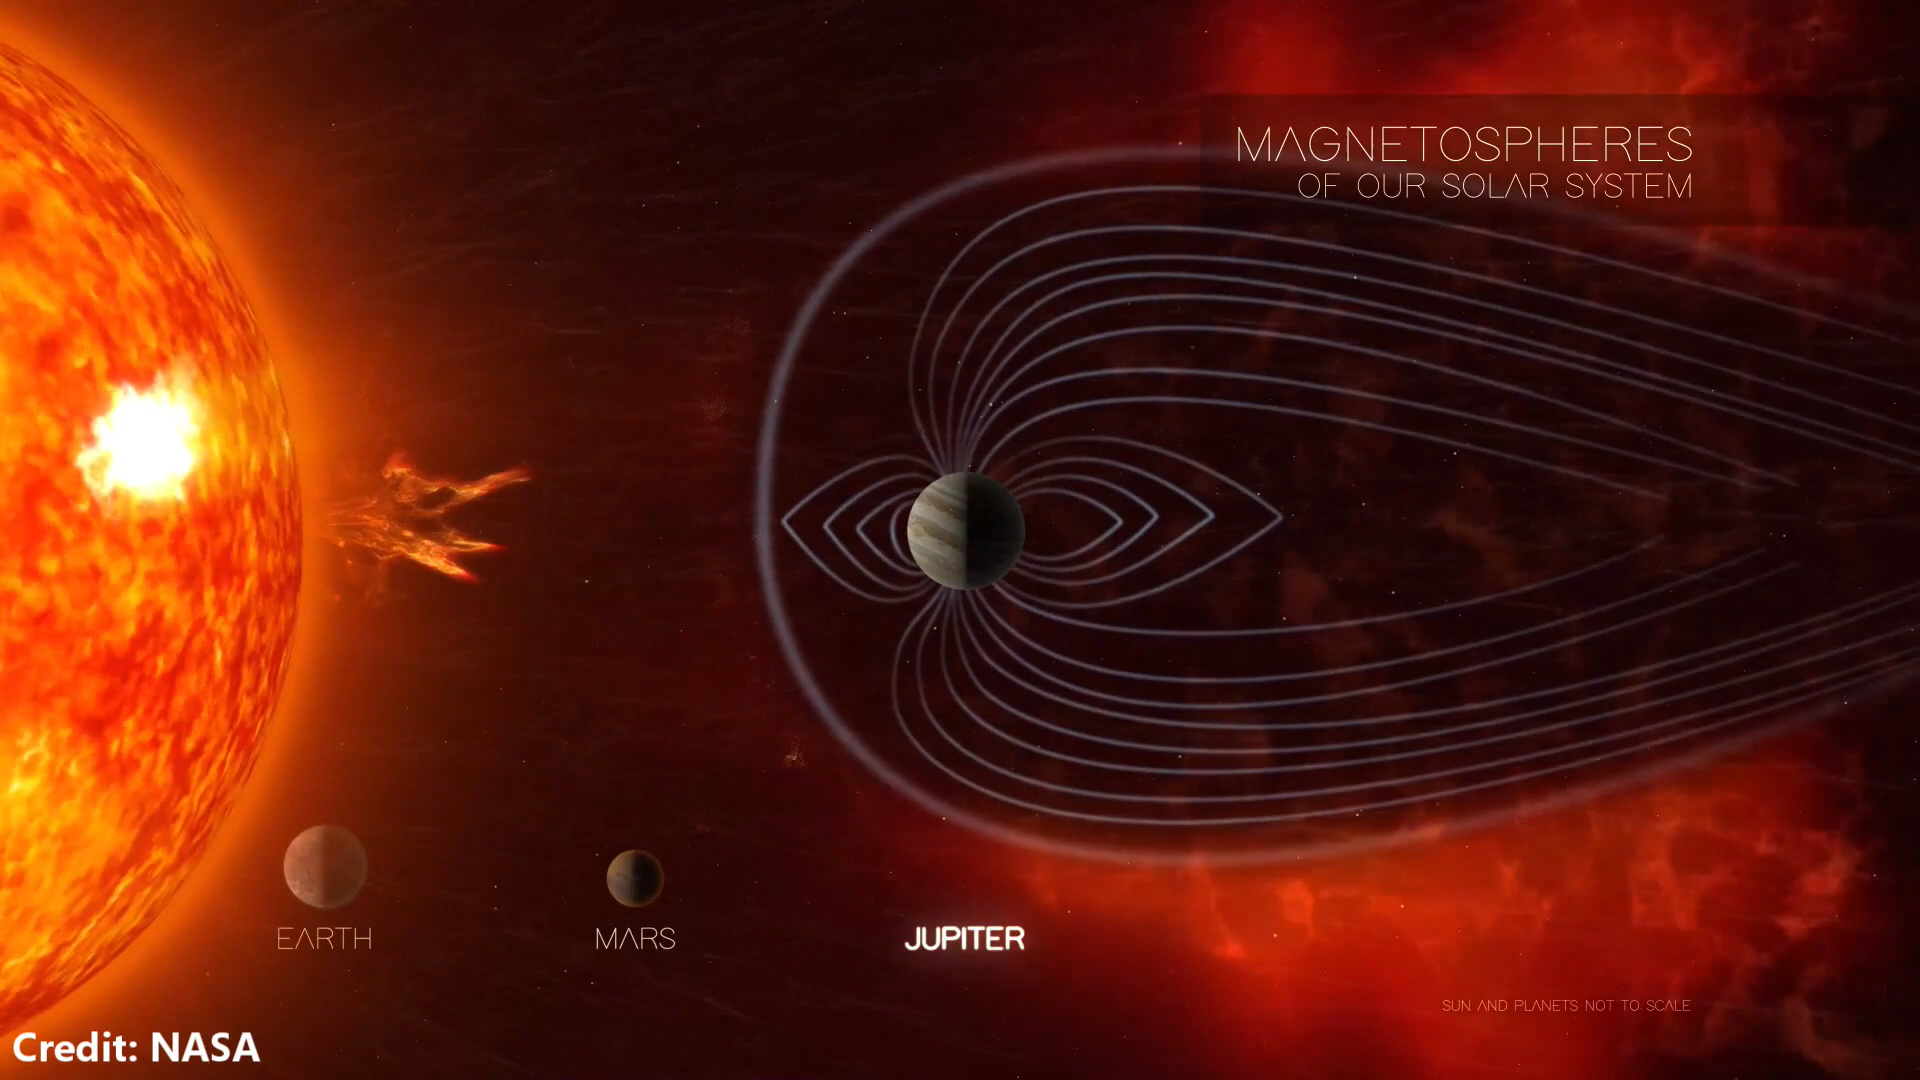 MAGNETOSPHERES
OF OUR SOLAR SYSTEM
EARTH
MARS
JUPITER
SUN AND PLANETS NOT TO SCALE
Credit: NASA